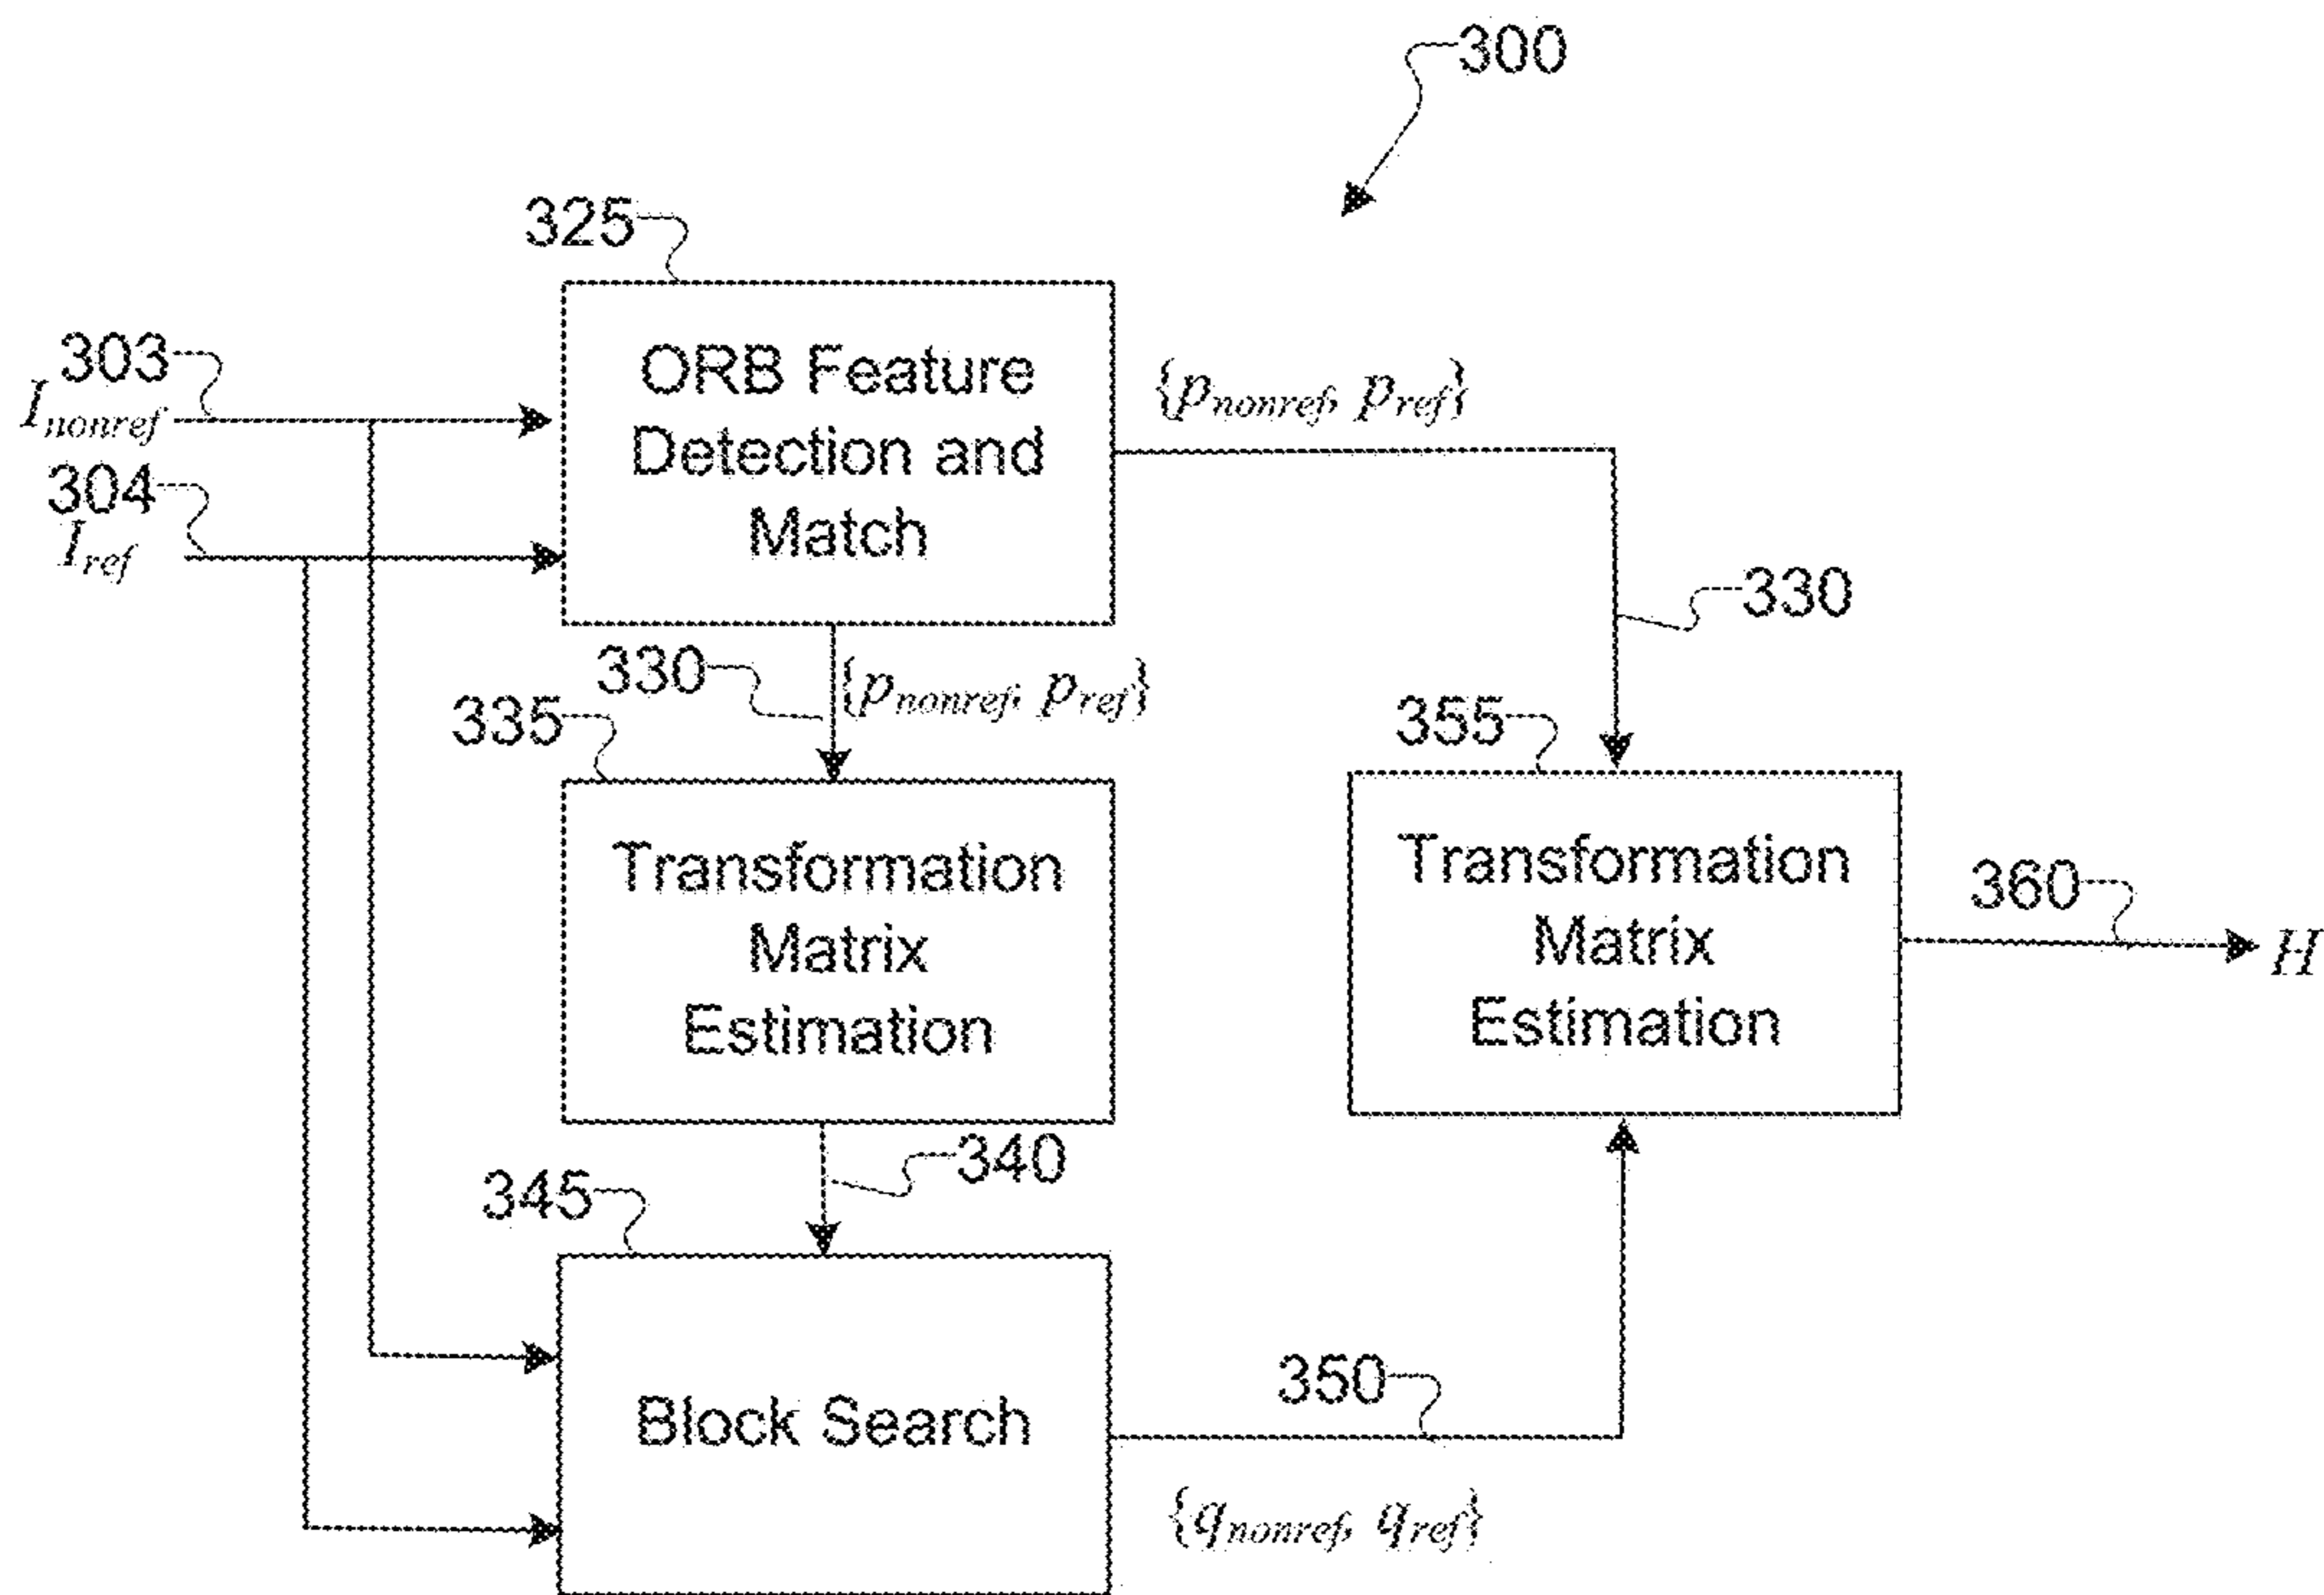 300
325
303
I_nonref
304
I_ref
ORB Feature
Detection and
Match
{p_nonref, p_ref}
330
330
{p_nonref, p_ref}
335
355
Transformation
Matrix
Estimation
Transformation
Matrix
Estimation
360
H
340
345
Block Search
350
{q_nonref, q_ref}